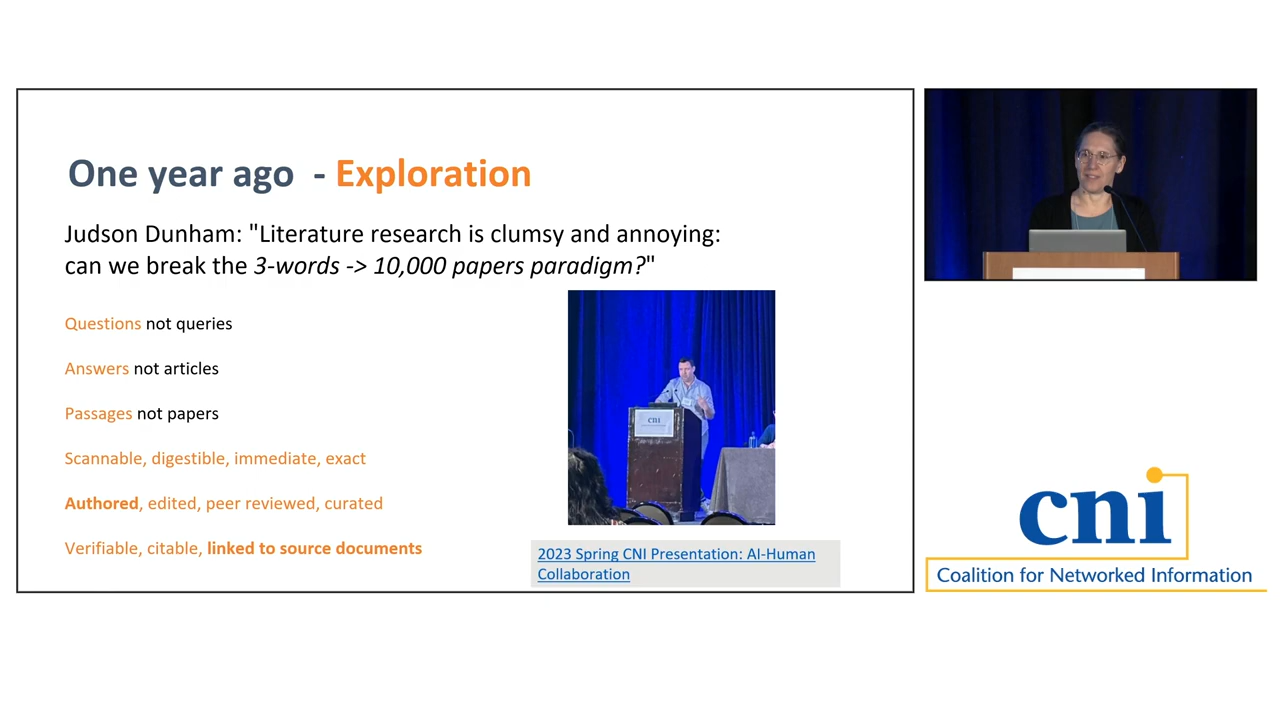 One year ago - Exploration
Judson Dunham: "Literature research is clumsy and annoying:
can we break the 3-words -> 10,000 papers paradigm?"
Questions not queries
Answers not articles
Passages not papers
Scannable, digestible, immediate, exact
Authored, edited, peer reviewed, curated
Verifiable, citable, linked to source documents
cni
2023 Spring CNI Presentation: AI-Human
Collaboration
cni
Coalition for Networked Information